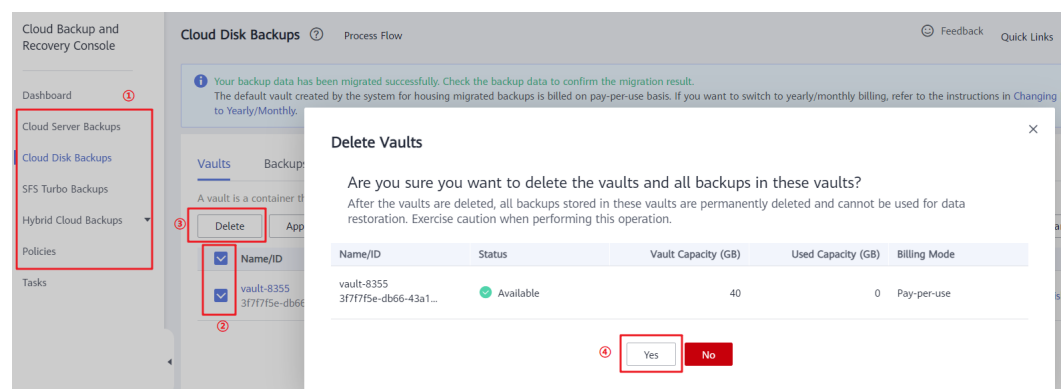 Cloud Backup and
Recovery Console
Dashboard
①
Cloud Server Backups
Cloud Disk Backups
SFS Turbo Backups
Hybrid Cloud Backups
Policies
Tasks
Cloud Disk Backups
Process Flow
Feedback
Quick Links
Your backup data has been migrated successfully. Check the backup data to confirm the migration result.
The default vault created by the system for housing migrated backups is billed on pay-per-use basis. If you want to switch to yearly/monthly billing, refer to the instructions in Changing
to Yearly/Monthly.
Vaults
Backups
A vault is a container
③
Delete
App
Name/ID
vault-8355
3f7f7f5e-db66
②
Delete Vaults
Are you sure you want to delete the vaults and all backups in these vaults?
After the vaults are deleted, all backups stored in these vaults are permanently deleted and cannot be used for data
restoration. Exercise caution when performing this operation.
Name/ID Status Vault Capacity (GB) Used Capacity (GB) Billing Mode
vault-8355
3f7f7f5e-db66-43a1... Available 40 0 Pay-per-use
④
Yes
No